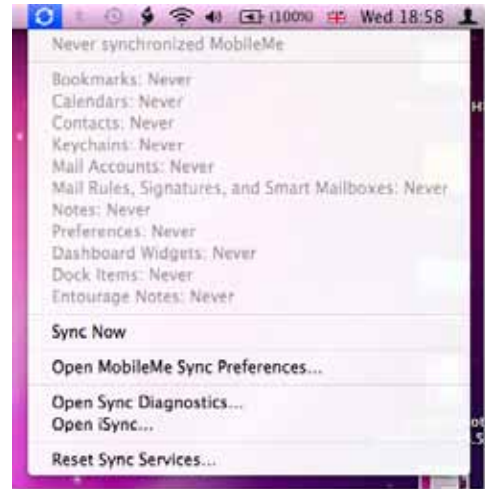 (100%) Wed 18:58
Never synchronized MobileMe
Bookmarks: Never
Calendars: Never
Contacts: Never
Keychains: Never
Mail Accounts: Never
Mail Rules, Signatures, and Smart Mailboxes: Never
Notes: Never
Preferences: Never
Dashboard Widgets: Never
Dock Items: Never
Entourage Notes: Never
Sync Now
Open MobileMe Sync Preferences...
Open Sync Diagnostics...
Open iSync...
Reset Sync Services...